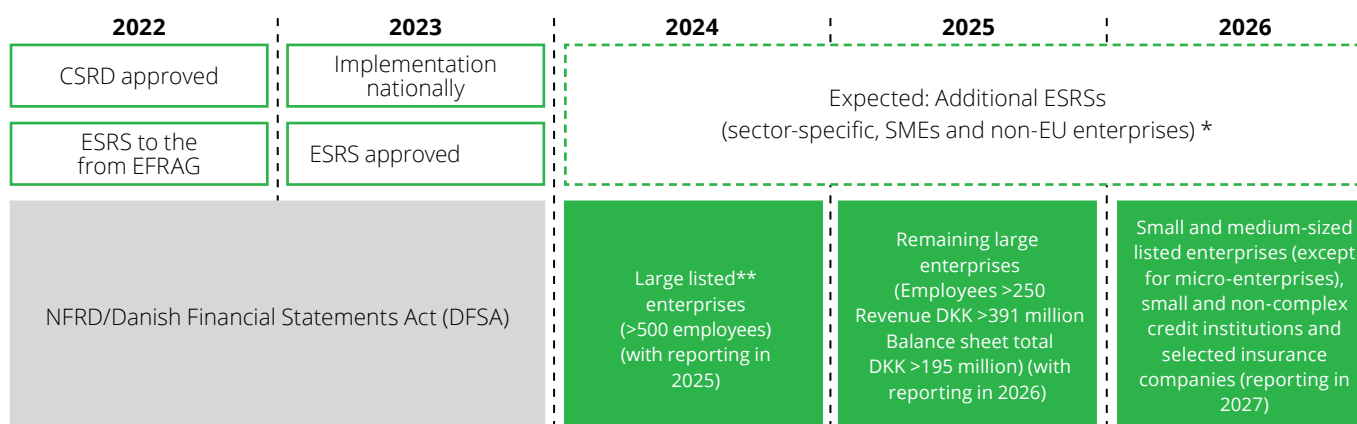 2022
2023
2024
2025
2026
CSRD approved
Implementation
nationally
ESRS to the
from EFRAG
ESRS approved
Expected: Additional ESRSs
(sector-specific, SMEs and non-EU enterprises) *
NFRD/Danish Financial Statements Act (DFSA)
Large listed**
enterprises
(>500 employees)
(with reporting in
2025)
Remaining large
enterprises
(Employees >250
Revenue DKK >391 million
Balance sheet total
DKK >195 million) (with
reporting in 2026)
Small and medium-sized
listed enterprises (except
for micro-enterprises),
small and non-complex
credit institutions and
selected insurance
companies (reporting in
2027)